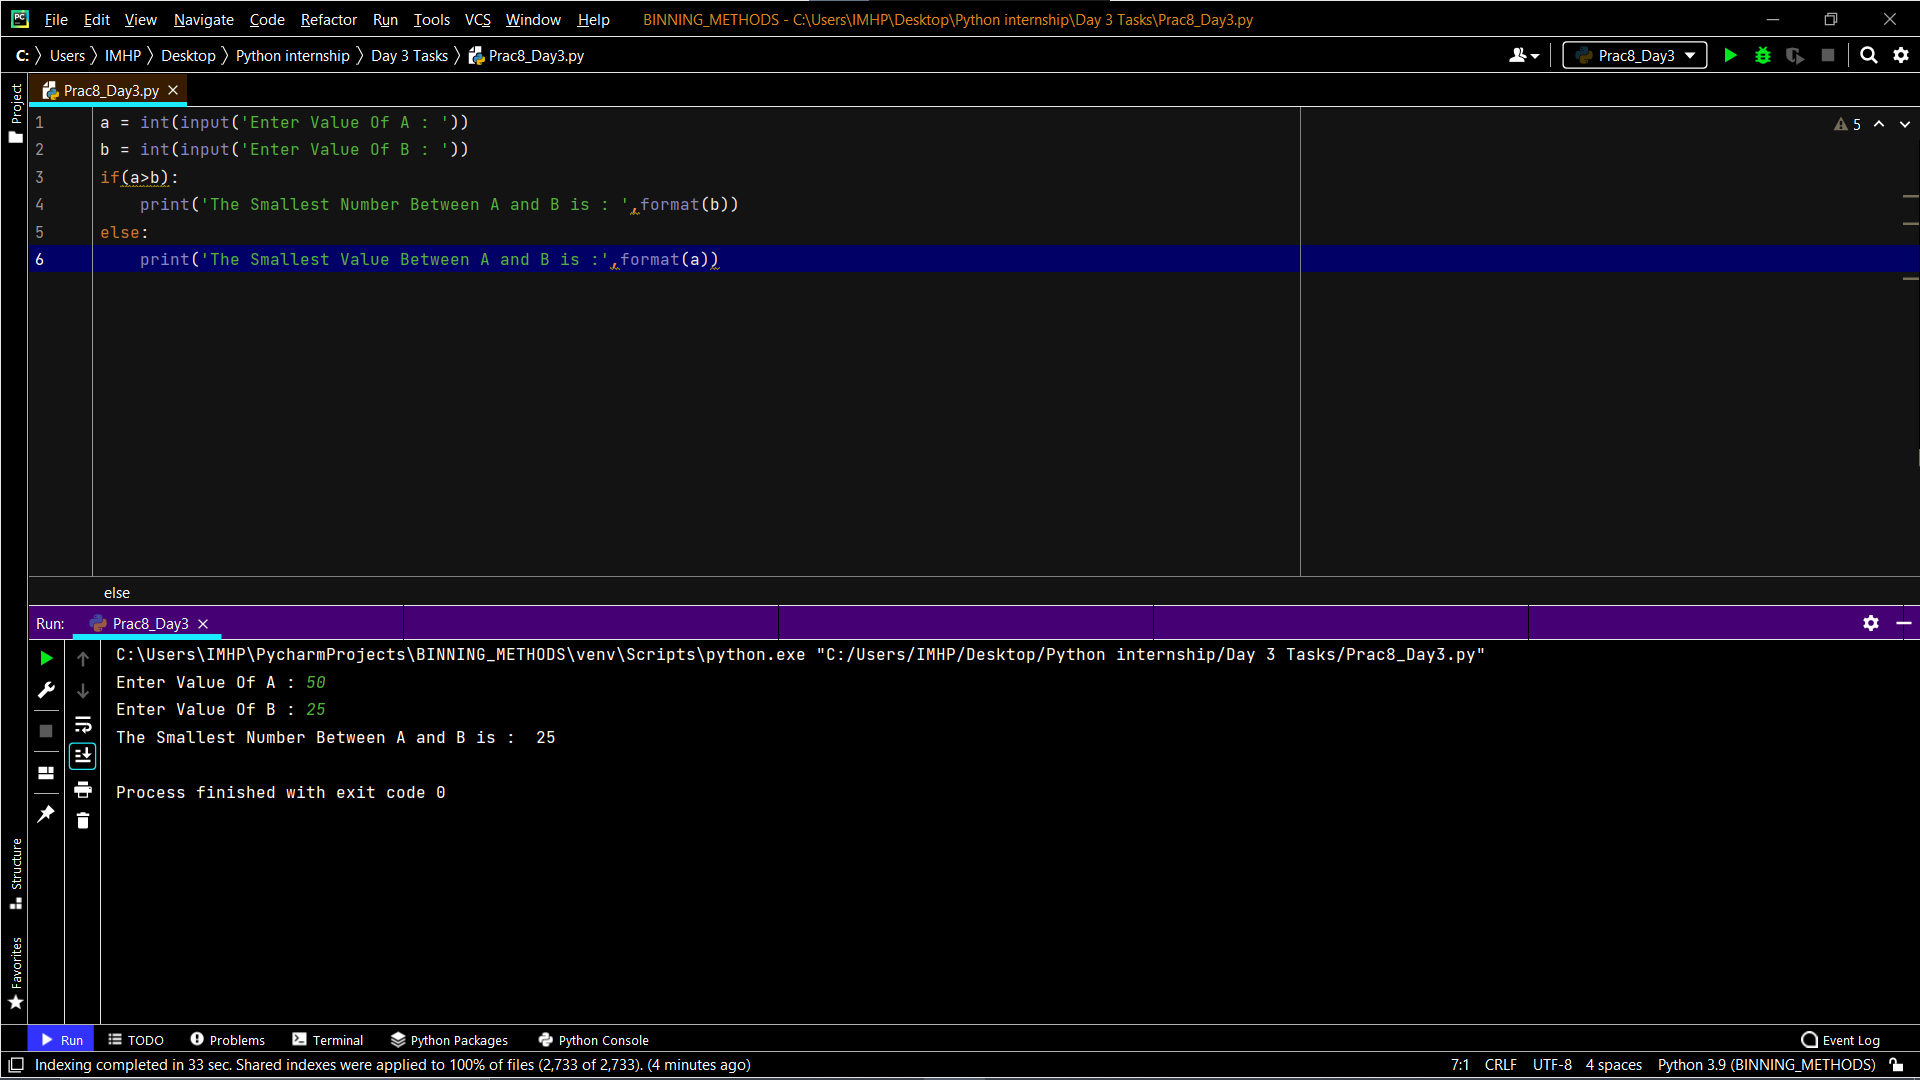 PC File Edit View Navigate Code Refactor Run Tools VCS Window Help BINNING_METHODS - C:\Users\IMHP\Desktop\Python internship\Day 3 Tasks\Prac8_Day3.py
C: Users IMHP Desktop Python internship Day 3 Tasks Prac8_Day3.py Prac8_Day3
Project
Prac8_Day3.py
1 a = int(input('Enter Value Of A : '))
5
2 b = int(input('Enter Value Of B : '))
3 if(a>b):
4     print('The Smallest Number Between A and B is : ',format(b))
5 else:
6     print('The Smallest Value Between A and B is :',format(a))
else
Run: Prac8_Day3
C:\Users\IMHP\PycharmProjects\BINNING_METHODS\venv\Scripts\python.exe "C:/Users/IMHP/Desktop/Python internship/Day 3 Tasks/Prac8_Day3.py"
Enter Value Of A : 50
Enter Value Of B : 25
The Smallest Number Between A and B is :  25
Process finished with exit code 0
Structure
Favorites
Run TODO Problems Terminal Python Packages Python Console Event Log
Indexing completed in 33 sec. Shared indexes were applied to 100% of files (2,733 of 2,733). (4 minutes ago) 7:1 CRLF UTF-8 4 spaces Python 3.9 (BINNING_METHODS)